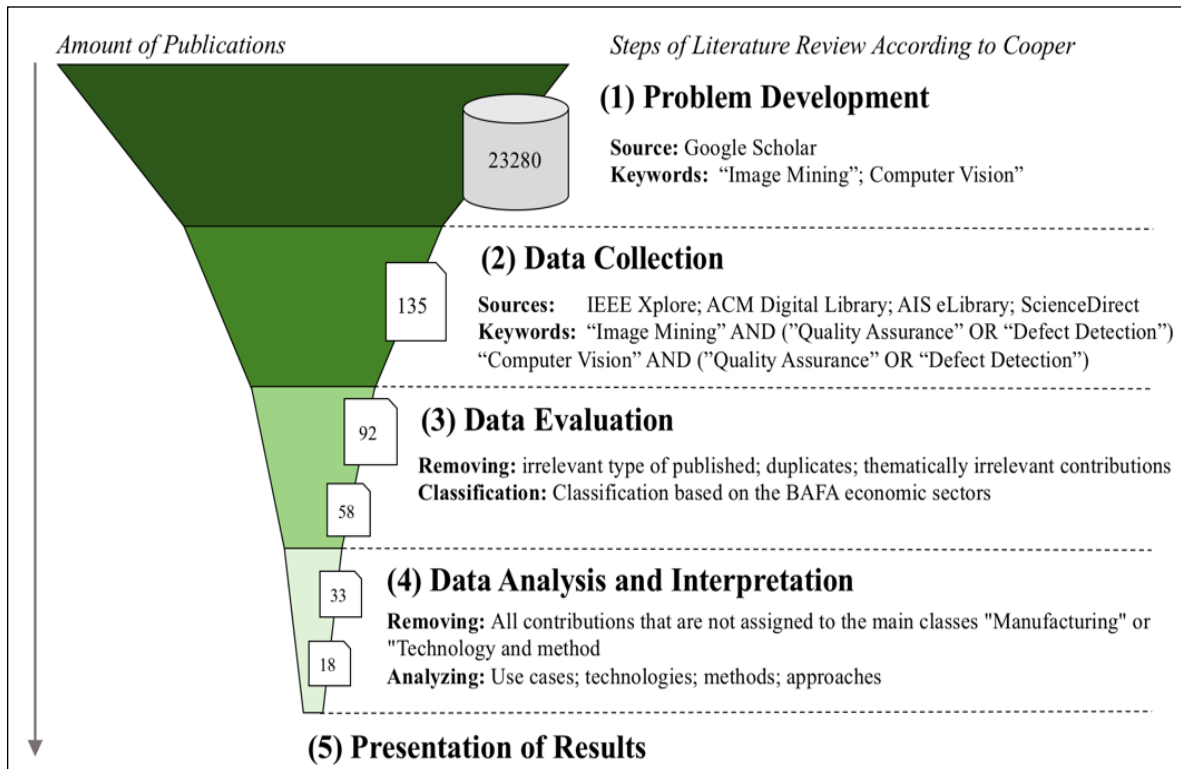 Amount of Publications
Steps of Literature Review According to Cooper
(1) Problem Development
23280
Source: Google Scholar
Keywords: “Image Mining”; Computer Vision”
(2) Data Collection
135
Sources: IEEE Xplore; ACM Digital Library; AIS eLibrary; ScienceDirect
Keywords: “Image Mining” AND (”Quality Assurance” OR “Defect Detection”)
“Computer Vision” AND (”Quality Assurance” OR “Defect Detection”)
(3) Data Evaluation
92
Removing: irrelevant type of published; duplicates; thematically irrelevant contributions
Classification: Classification based on the BAFA economic sectors
58
(4) Data Analysis and Interpretation
33
Removing: All contributions that are not assigned to the main classes "Manufacturing" or
"Technology and method
18
Analyzing: Use cases; technologies; methods; approaches
(5) Presentation of Results